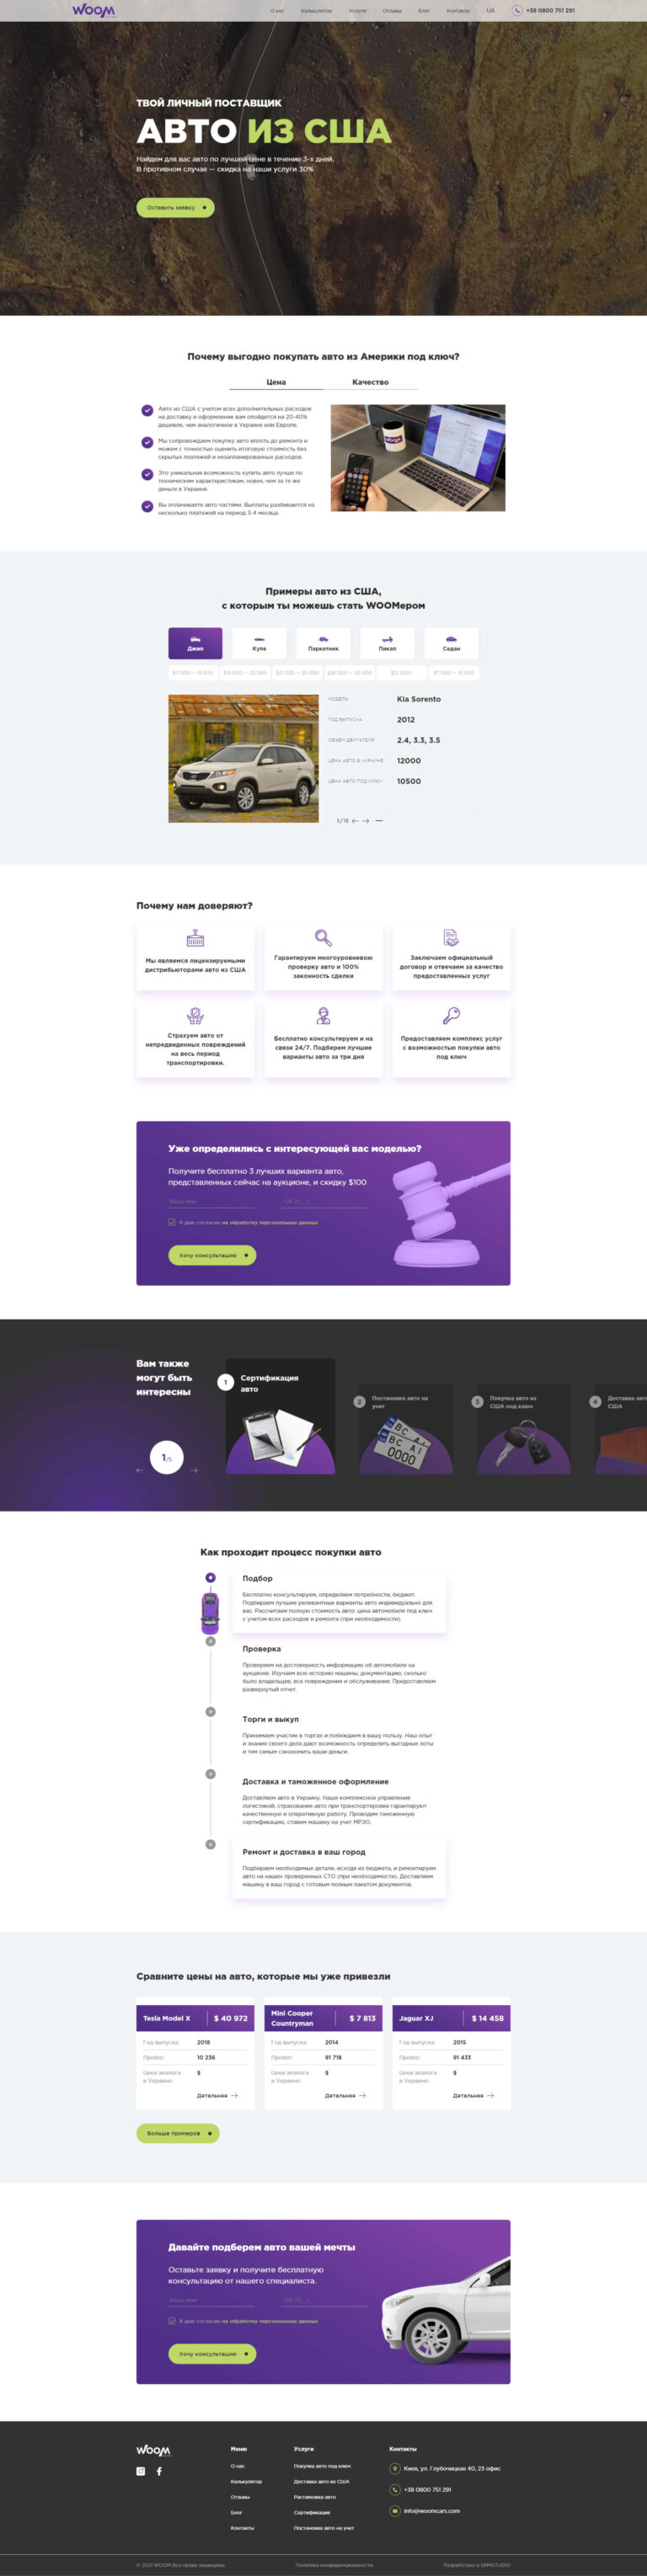 WOOM
О нас
Калькулятор
Услуги
Отзывы
Блог
Контакты
UA
+38 0800 751 291
ТВОЙ ЛИЧНЫЙ ПОСТАВЩИК
АВТО ИЗ США
Найдем для вас авто по лучшей цене в течение 3-х дней.
В противном случае — скидка на наши услуги 30%
Оставить заявку
Почему выгодно покупать авто из Америки под ключ?
Цена
Качество
Авто из США с учетом всех дополнительных расходов
на доставку и оформление вам обойдется на 20-40%
дешевле, чем аналогичное в Украине или Европе.
Мы сопровождаем покупку авто вплоть до ремонта и
можем с точностью оценить итоговую стоимость без
скрытых платежей и незапланированных расходов.
Это уникальная возможность купить авто лучше по
техническим характеристикам, новее, чем за те же
деньги в Украине.
Вы оплачиваете авто частями. Выплаты разбиваются на
несколько платежей на период 3-4 месяца.
Примеры авто из США,
с которым ты можешь стать WOOMером
Джип
Купе
Паркетник
Пикап
Седан
МОДЕЛЬ
Kia Sorento
ГОД ВЫПУСКА
2012
ОБЪЕМ ДВИГАТЕЛЯ
2.4, 3.3, 3.5
ЦЕНА АВТО В УКРАИНЕ
12000
ЦЕНА АВТО ПОД КЛЮЧ
10500
1/15
Почему нам доверяют?
Мы являемся лицензируемыми
дистрибьюторами авто из США
Гарантируем многоуровневою
проверку авто и 100%
законность сделки
Заключаем официальный
договор и отвечаем за качество
предоставленных услуг
Страхуем авто от
непредвиденных повреждений
на весь период
транспортировки.
Бесплатно консультируем и на
связи 24/7. Подберем лучшие
варианты авто за три дня
Предоставляем комплекс услуг
с возможностью покупки авто
под ключ
Уже определились с интересующей вас моделью?
Получите бесплатно 3 лучших варианта авто,
представленных сейчас на аукционе, и скидку $100
Ваше имя
Я даю согласие на обработку персональных данных
Хочу консультацию
Вам также
могут быть
интересны
1/5
1
Сертификация
авто
2
Постановка авто на
учет
3
Покупка авто из
США под ключ
4
Доставка авто
США
Как проходит процесс покупки авто
Подбор
Бесплатно консультируем, определяем потребности, бюджет.
Подбираем лучшие релевантные варианты авто индивидуально для
вас. Рассчитаем полную стоимость авто: цена автомобиля под ключ
с учетом всех расходов и ремонта (при необходимости).
Проверка
Проверяем на достоверность информацию об автомобиле на
аукционе. Изучаем всю историю машины, документацию, сколько
было владельцев, все повреждения и обслуживания. Предоставляем
развернутый отчет.
Торги и выкуп
Принимаем участие в торгах и побеждаем в вашу пользу. Наш опыт
и знания своего дела дают возможность определить выгодные лоты
и тем самым сэкономить ваши деньги.
Доставка и таможенное оформление
Доставляем авто в Украину. Наше комплексное управление
логистикой, страхование авто при транспортировке гарантируют
качественную и оперативную работу. Проводим таможенную
сертификацию, ставим машину на учет МРЭО.
Ремонт и доставка в ваш город
Подбираем необходимые детали, исходя из бюджета, и ремонтируем
авто на наших проверенных СТО (при необходимости). Доставляем
машину в ваш город с готовым полным пакетом документов.
Сравните цены на авто, которые мы уже привезли
Tesla Model X
$ 40 972
Год выпуска:
2018
Пробег:
10 236
Цена аналога
в Украине:
$
Детальнее
Mini Cooper
Countryman
$ 7 813
Год выпуска:
2014
Пробег:
91 718
Цена аналога
в Украине:
$
Детальнее
Jaguar XJ
$ 14 458
Год выпуска:
2015
Пробег:
91 433
Цена аналога
в Украине:
$
Детальнее
Больше примеров
Давайте подберем авто вашей мечты
Оставьте заявку и получите бесплатную
консультацию от нашего специалиста.
Ваше имя
Я даю согласие на обработку персональных данных
Хочу консультацию
WOOM
Меню
О нас
Калькулятор
Отзывы
Блог
Контакты
Услуги
Покупка авто под ключ
Доставка авто из США
Растаможка авто
Сертификация
Постановка авто на учет
Контакты
Киев, ул. Глубочицкая 40, 23 офис
+38 0800 751 291
info@woomcars.com
© 2021 WOOM Все права защищены
Политика конфиденциальности
Разработано в SMMSTUDIO